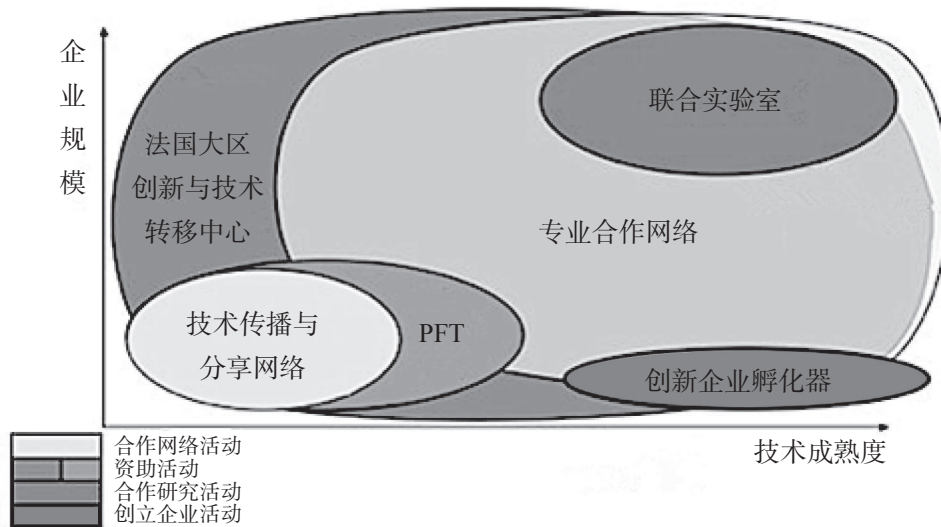 企业规模
法国大区
创新与技术
转移中心
联合实验室
专业合作网络
技术传播与
分享网络
PFT
创新企业孵化器
技术成熟度
合作网络活动
资助活动
合作研究活动
创立企业活动